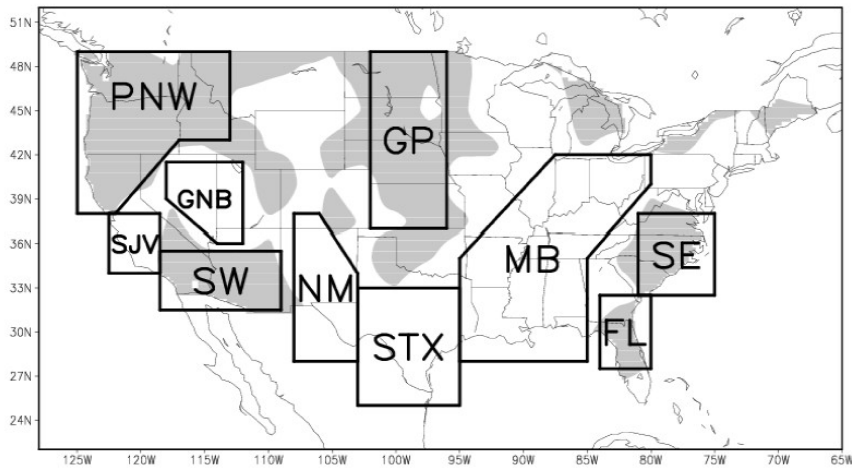 51N
48N
45N
42N
39N
36N
33N
30N
27N
24N
PNW
GP
GNB
SJV
SW
NM
MB
SE
STX
FL
125W 120W 115W 110W 105W 100W 95W 90W 85W 80W 75W 70W 65W